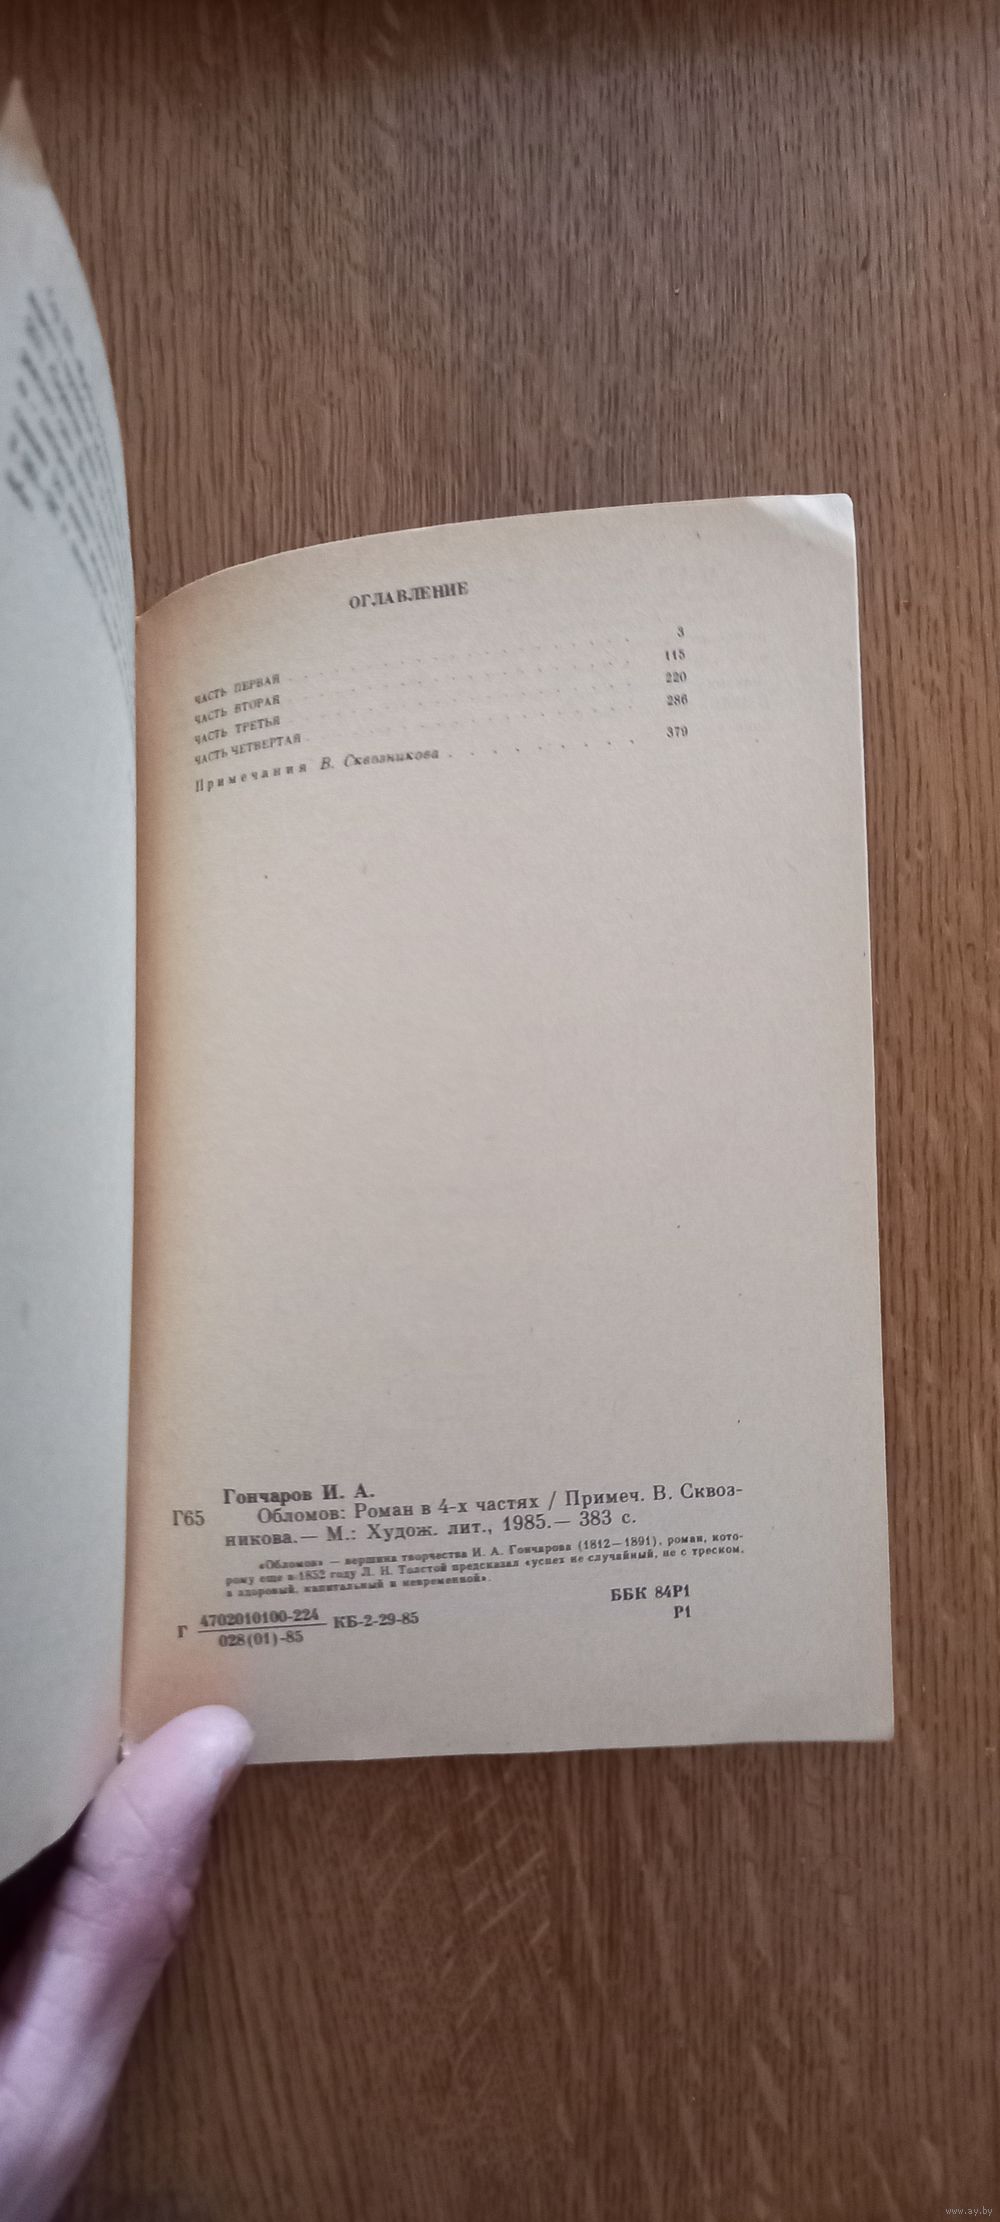 ОГЛАВЛЕНИЕ
ЧАСТЬ ПЕРВАЯ . . . . . . . . . . . . . . . 3
ЧАСТЬ ВТОРАЯ . . . . . . . . . . . . . . . 115
ЧАСТЬ ТРЕТЬЯ . . . . . . . . . . . . . . . 220
ЧАСТЬ ЧЕТВЕРТАЯ . . . . . . . . . . . . . 286
Примечания В. Сквозникова . . . . . . . . 379
Гончаров И. А.
Г65 Обломов: Роман в 4-х частях / Примеч. В. Сквоз-
никова.— М.: Худож. лит., 1985.— 383 с.
«Обломов» — вершина творчества И. А. Гончарова (1812—1891), роман, кото-
рому еще в 1852 году Л. Н. Толстой предсказал «успех не случайный, не с треском,
а здоровый, капитальный и невременной».
ББК 84Р1
Р1
Г 4702010100-224 КБ-2-29-85
028(01)-85
www.ay.by